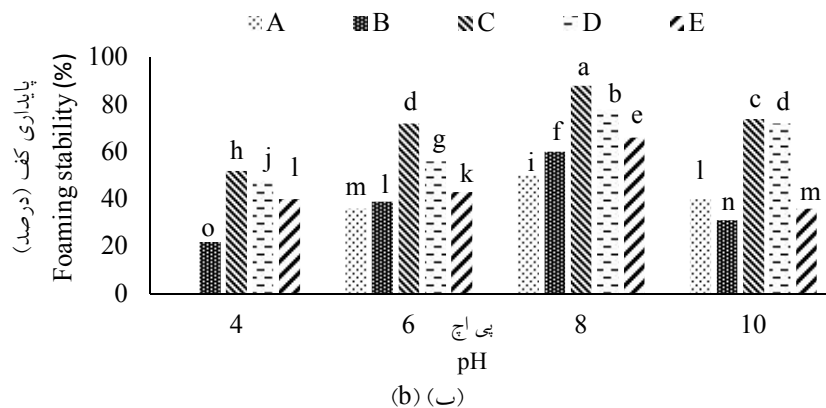 A B C D E
پایداری کف (درصد)
Foaming stability (%)
100
80
60
40
20
0
o h j l
m l d g k
i f a b e
l n c d m
4 6 8 10
پی اچ
pH
(ب) (b)